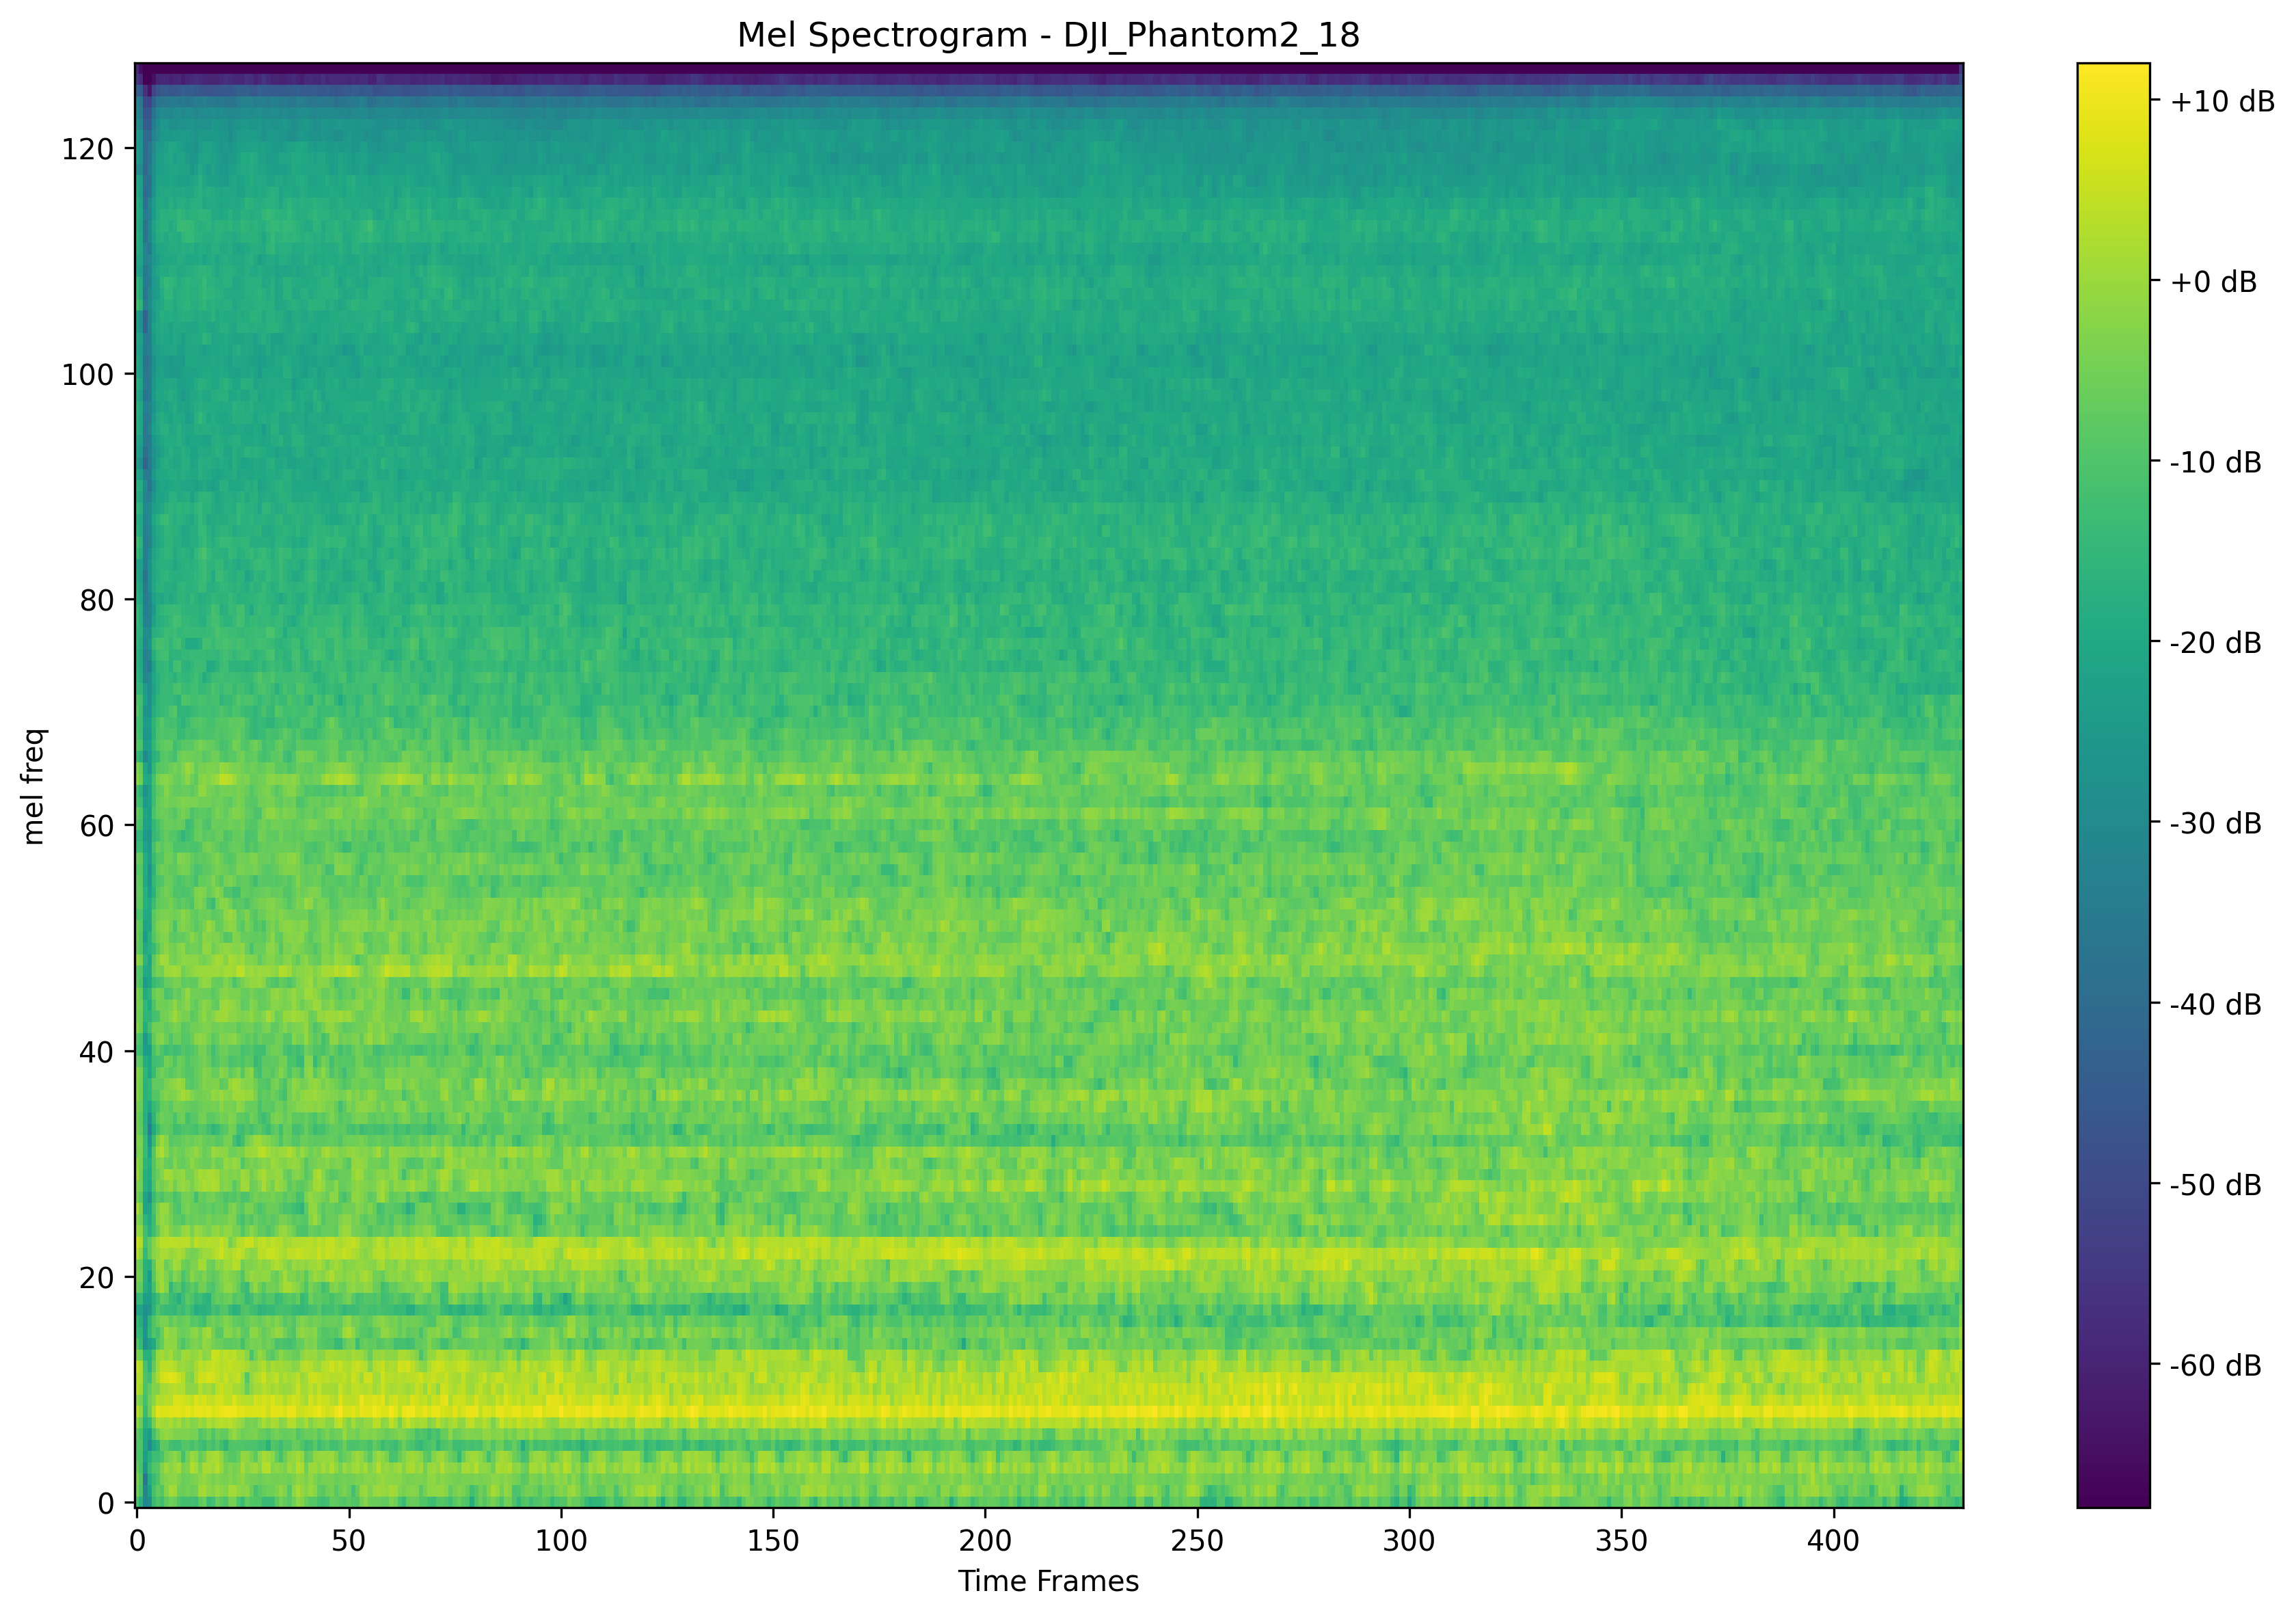 Mel Spectrogram - DJI_Phantom2_18
mel freq
120
100
80
60
40
20
0
0 50 100 150 200 250 300 350 400
Time Frames
+10 dB
+0 dB
-10 dB
-20 dB
-30 dB
-40 dB
-50 dB
-60 dB